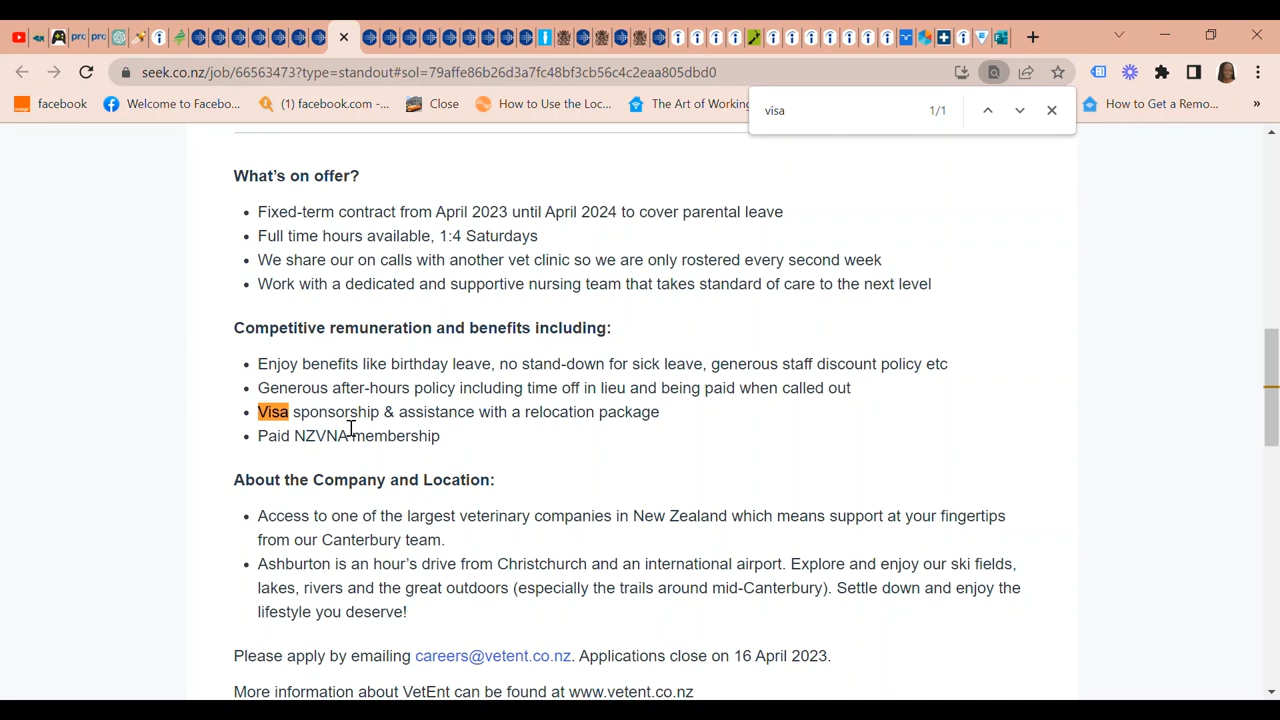 prc
prc
seek.co.nz/job/66563473?type=standout#sol=79affe86b26d3a7fc48bf3cb56c4c2eaa805dbd0
facebook
Welcome to Facebo...
(1) facebook.com -...
Close
How to Use the Loc...
The Art of Working
How to Get a Remo...
»
visa
1/1
What's on offer?
• Fixed-term contract from April 2023 until April 2024 to cover parental leave
• Full time hours available, 1:4 Saturdays
• We share our on calls with another vet clinic so we are only rostered every second week
• Work with a dedicated and supportive nursing team that takes standard of care to the next level
Competitive remuneration and benefits including:
• Enjoy benefits like birthday leave, no stand-down for sick leave, generous staff discount policy etc
• Generous after-hours policy including time off in lieu and being paid when called out
• Visa sponsorship & assistance with a relocation package
• Paid NZVNA membership
About the Company and Location:
• Access to one of the largest veterinary companies in New Zealand which means support at your fingertips
from our Canterbury team.
• Ashburton is an hour's drive from Christchurch and an international airport. Explore and enjoy our ski fields,
lakes, rivers and the great outdoors (especially the trails around mid-Canterbury). Settle down and enjoy the
lifestyle you deserve!
Please apply by emailing careers@vetent.co.nz. Applications close on 16 April 2023.
More information about VetEnt can be found at www.vetent.co.nz